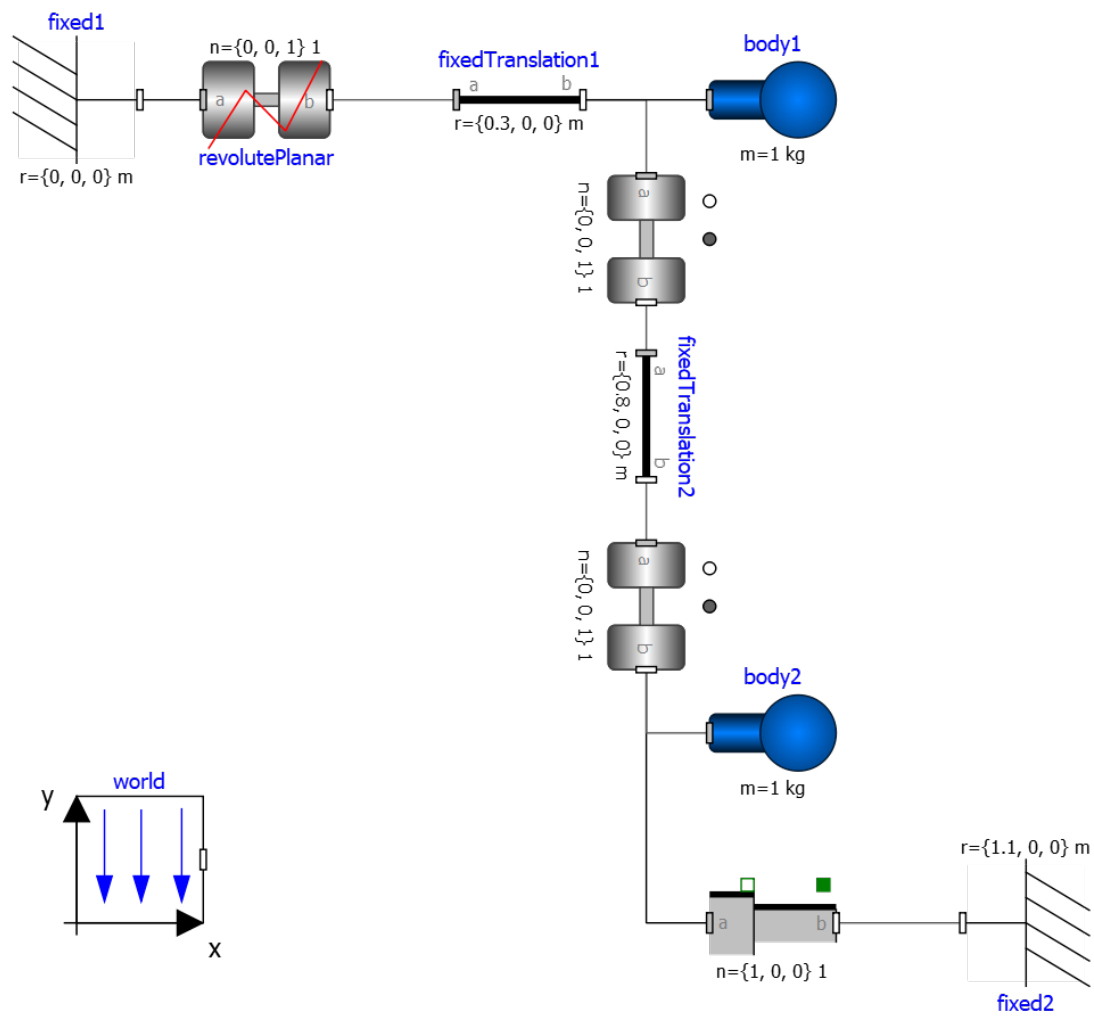 fixed1
n={0, 0, 1} 1
a
b
revolutePlanar
r={0, 0, 0} m
fixedTranslation1
a
b
r={0.3, 0, 0} m
body1
m=1 kg
n={0, 0, 1} 1
a
b
fixedTranslation2
r={0.8, 0, 0} m
a
b
n={0, 0, 1} 1
a
b
body2
m=1 kg
world
y
x
r={1.1, 0, 0} m
a
b
n={1, 0, 0} 1
fixed2